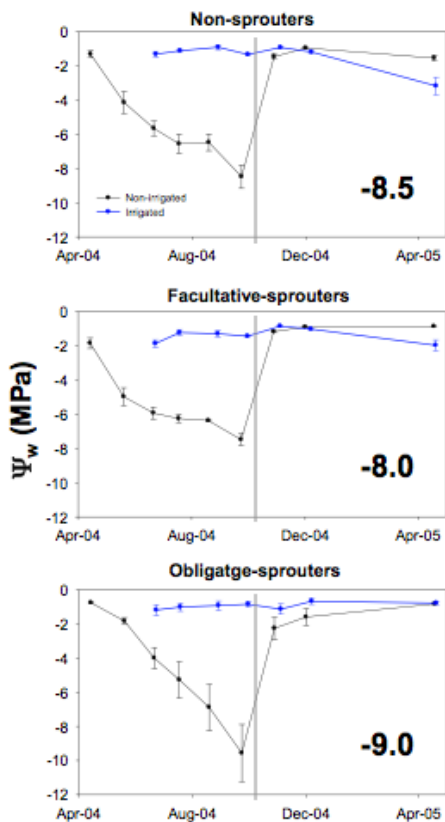 Non-sprouters
0
-2
-4
-6
-8
-10
-12
Non-irrigated
Irrigated
-8.5
Apr-04 Aug-04 Dec-04 Apr-05
Facultative-sprouters
0
-2
-4
-6
-8
-10
-12
Ψw (MPa)
-8.0
Apr-04 Aug-04 Dec-04 Apr-05
Obligatge-sprouters
0
-2
-4
-6
-8
-10
-12
-9.0
Apr-04 Aug-04 Dec-04 Apr-05